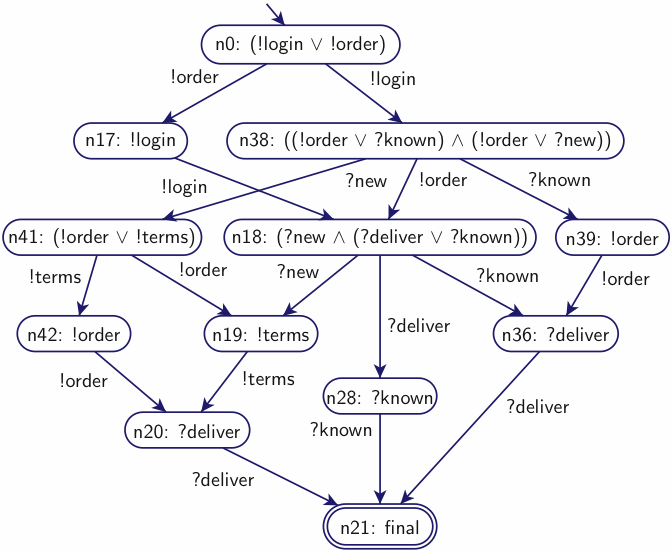 n0: (!login ∨ !order)
!order
!login
n17: !login
n38: ((!order ∨ ?known) ∧ (!order ∨ ?new))
!login
?new
!order
?known
n41: (!order ∨ !terms)
n18: (?new ∧ (?deliver ∨ ?known))
n39: !order
!terms
!order
?new
?known
!order
?deliver
n42: !order
n19: !terms
n36: ?deliver
!order
!terms
n28: ?known
?deliver
n20: ?deliver
?known
?deliver
n21: final